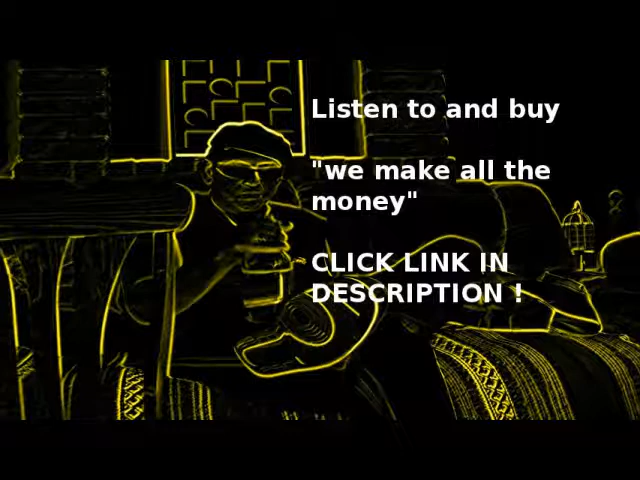 Listen to and buy
"we make all the
money"
CLICK LINK IN
DESCRIPTION !